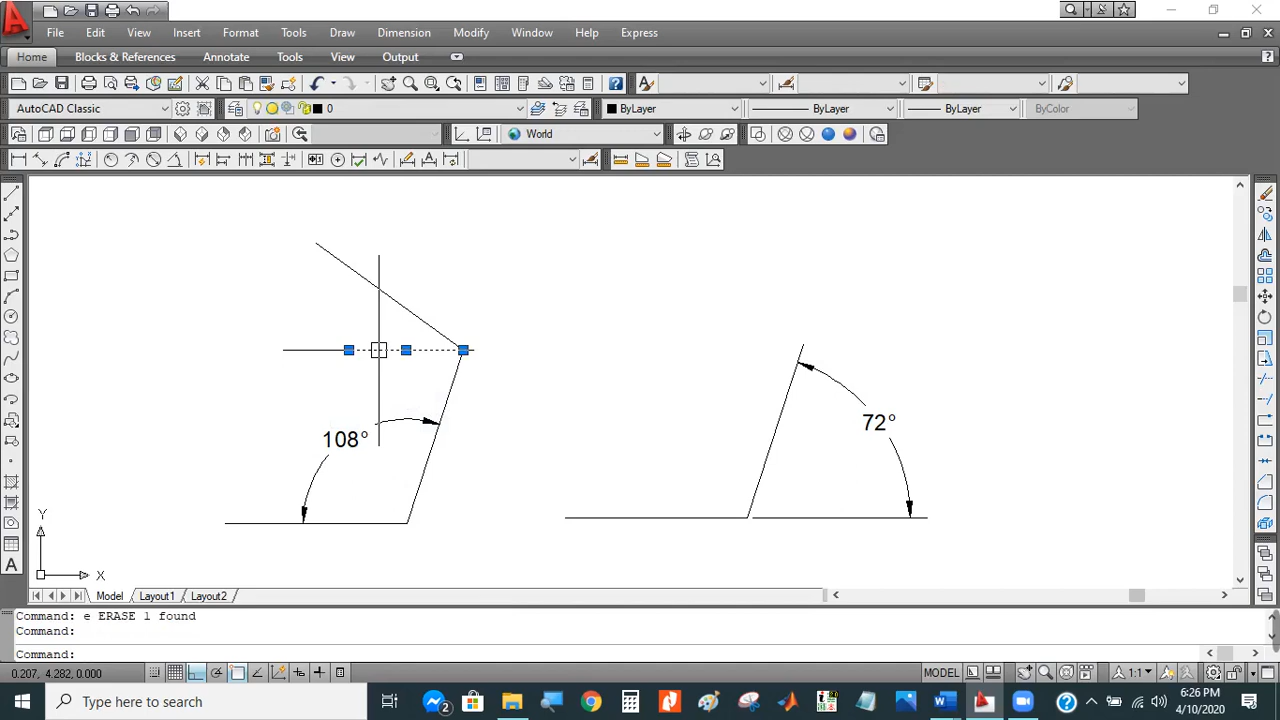 File Edit View Insert Format Tools Draw Dimension Modify Window Help Express
Home Blocks & References Annotate Tools View Output
AutoCAD Classic 0 ByLayer ByLayer ByLayer ByColor
World
108°
72°
Y
X
Model Layout1 Layout2
Command: e ERASE 1 found
Command:
Command:
0.207, 4.282, 0.000 MODEL 1:1
Type here to search 2 6:26 PM
4/10/2020